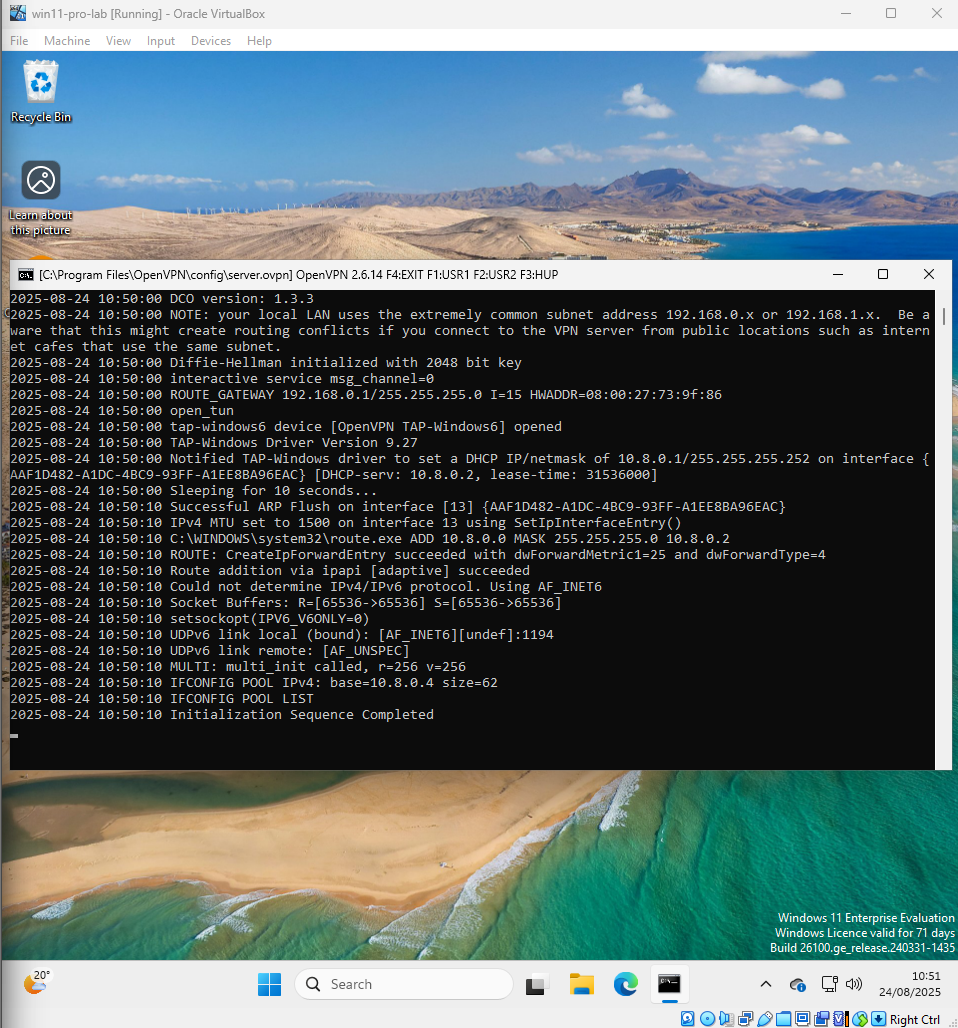 win11-pro-lab [Running] - Oracle VirtualBox
File Machine View Input Devices Help
Recycle Bin
Learn about
this picture
[C:\Program Files\OpenVPN\config\server.ovpn] OpenVPN 2.6.14 F4:EXIT F1:USR1 F2:USR2 F3:HUP
2025-08-24 10:50:00 DCO version: 1.3.3
2025-08-24 10:50:00 NOTE: your local LAN uses the extremely common subnet address 192.168.0.x or 192.168.1.x.  Be a
ware that this might create routing conflicts if you connect to the VPN server from public locations such as intern
et cafes that use the same subnet.
2025-08-24 10:50:00 Diffie-Hellman initialized with 2048 bit key
2025-08-24 10:50:00 interactive service msg_channel=0
2025-08-24 10:50:00 ROUTE_GATEWAY 192.168.0.1/255.255.255.0 I=15 HWADDR=08:00:27:73:9f:86
2025-08-24 10:50:00 open_tun
2025-08-24 10:50:00 tap-windows6 device [OpenVPN TAP-Windows6] opened
2025-08-24 10:50:00 TAP-Windows Driver Version 9.27
2025-08-24 10:50:00 Notified TAP-Windows driver to set a DHCP IP/netmask of 10.8.0.1/255.255.255.252 on interface {
AAF1D482-A1DC-4BC9-93FF-A1EE8BA96EAC} [DHCP-serv: 10.8.0.2, lease-time: 31536000]
2025-08-24 10:50:00 Sleeping for 10 seconds...
2025-08-24 10:50:10 Successful ARP Flush on interface [13] {AAF1D482-A1DC-4BC9-93FF-A1EE8BA96EAC}
2025-08-24 10:50:10 IPv4 MTU set to 1500 on interface 13 using SetIpInterfaceEntry()
2025-08-24 10:50:10 C:\WINDOWS\system32\route.exe ADD 10.8.0.0 MASK 255.255.255.0 10.8.0.2
2025-08-24 10:50:10 ROUTE: CreateIpForwardEntry succeeded with dwForwardMetric1=25 and dwForwardType=4
2025-08-24 10:50:10 Route addition via ipapi [adaptive] succeeded
2025-08-24 10:50:10 Could not determine IPv4/IPv6 protocol. Using AF_INET6
2025-08-24 10:50:10 Socket Buffers: R=[65536->65536] S=[65536->65536]
2025-08-24 10:50:10 setsockopt(IPV6_V6ONLY=0)
2025-08-24 10:50:10 UDPv6 link local (bound): [AF_INET6][undef]:1194
2025-08-24 10:50:10 UDPv6 link remote: [AF_UNSPEC]
2025-08-24 10:50:10 MULTI: multi_init called, r=256 v=256
2025-08-24 10:50:10 IFCONFIG POOL IPv4: base=10.8.0.4 size=62
2025-08-24 10:50:10 IFCONFIG POOL LIST
2025-08-24 10:50:10 Initialization Sequence Completed
Windows 11 Enterprise Evaluation
Windows Licence valid for 71 days
Build 26100.ge_release.240331-1435
20°
Search
10:51
24/08/2025
Right Ctrl